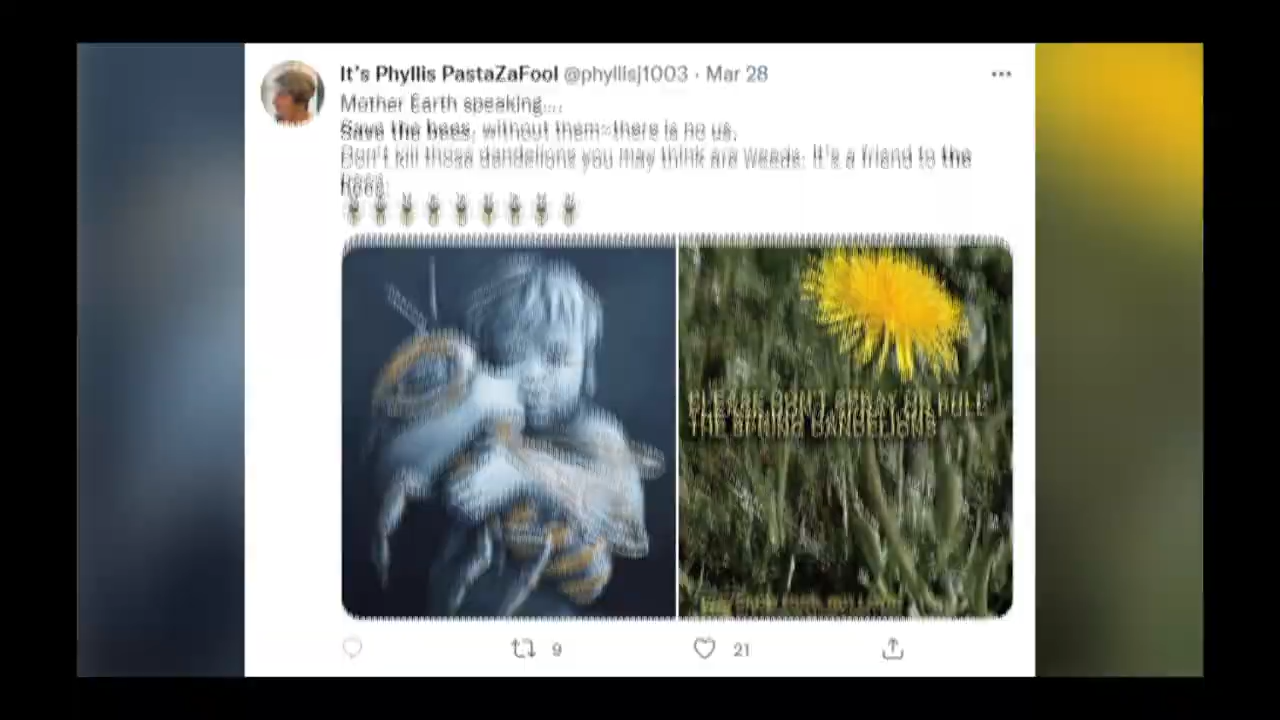 It's Phyllis PastaZaFool @phyllisj1003 · Mar 28
Mother Earth speaking...
Save the bees, without them there is no us.
Don't kill those dandelions you may think are weeds. It's a friend to the
bees.
PLEASE DON'T SPRAY OR PULL
THE SPRING DANDELIONS
9
21